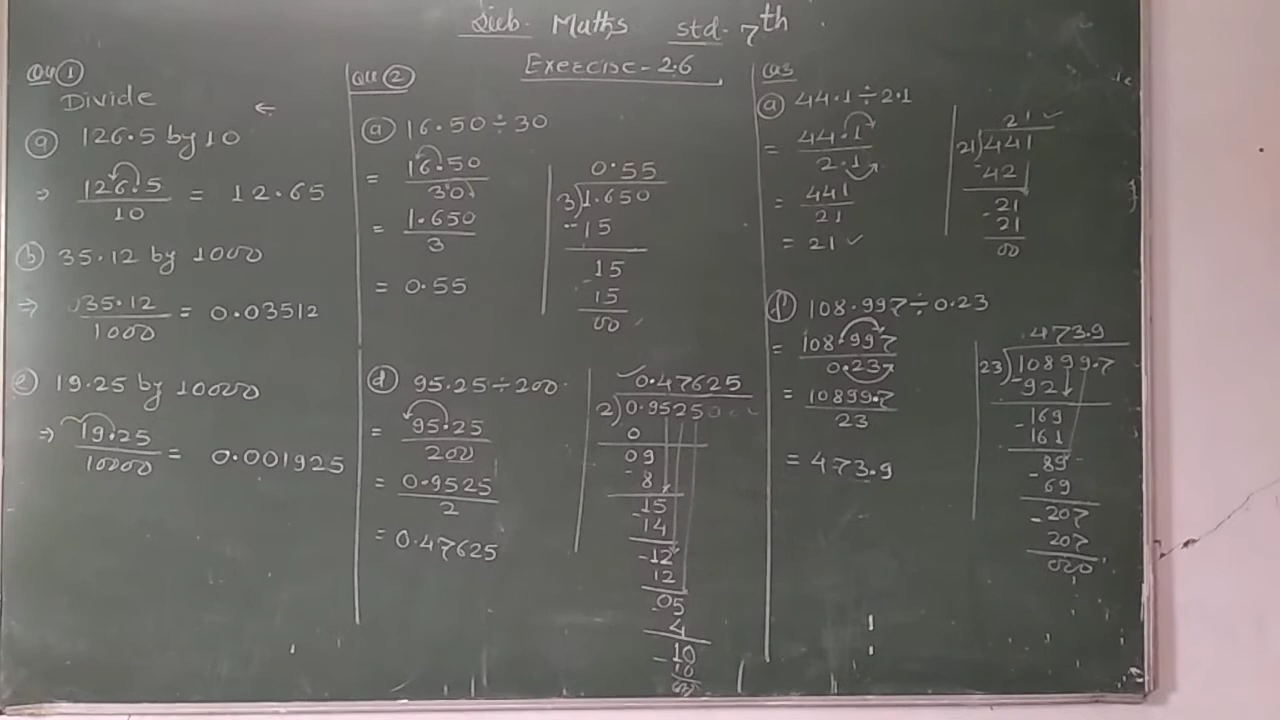 Sub- Maths std- 7th
Exercise-2.6
Qu 1
Divide
a 126.5 by 10
⇒ 126.5/10 = 12.65
b 35.12 by 1000
⇒ 35.12/1000 = 0.03512
e 19.25 by 10000
⇒ 19.25/10000 = 0.001925
Qu 2
a 16.50÷30
= 16.50/30
= 1.650/3
= 0.55
0.55
3)1.650
-15
15
-15
00
d 95.25÷200
= 95.25/200
= 0.9525/2
= 0.47625
0.47625
2)0.9525000
0
09
-8
15
-14
-12
12
05
4
-10
10
Q3
a 44.1÷2.1
= 44.1/2.1
= 441/21
= 21 ✓
21 ✓
21)441
-42
21
-21
00
f 108.997÷0.23
= 108.997/0.23
= 10899.7/23
= 473.9
473.9
23)10899.7
-92
169
-161
89
-69
-207
207
000